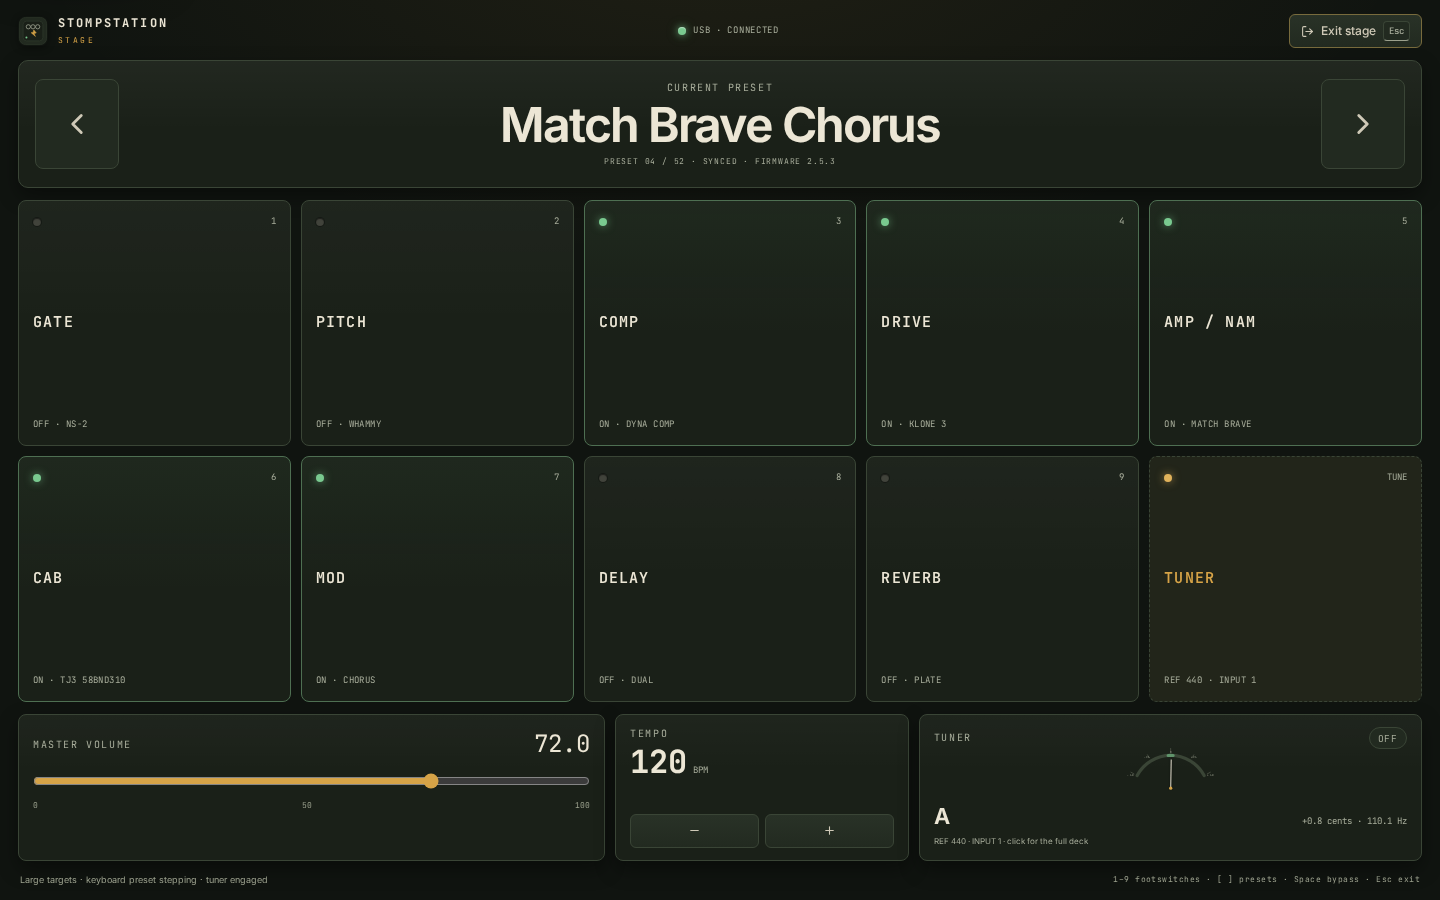 STOMPSTATION
STAGE
USB · CONNECTED
Exit stage Esc
CURRENT PRESET
Match Brave Chorus
PRESET 04 / 52 · SYNCED · FIRMWARE 2.5.3
1
GATE
OFF · NS-2
2
PITCH
OFF · WHAMMY
3
COMP
ON · DYNA COMP
4
DRIVE
ON · KLONE 3
5
AMP / NAM
ON · MATCH BRAVE
6
CAB
ON · TJ3 58BND310
7
MOD
ON · CHORUS
8
DELAY
OFF · DUAL
9
REVERB
OFF · PLATE
TUNE
TUNER
REF 440 · INPUT 1
MASTER VOLUME
72.0
0 50 100
TEMPO
120 BPM
− +
TUNER
OFF
A
+0.8 cents · 110.1 Hz
REF 440 · INPUT 1 · click for the full deck
Large targets · keyboard preset stepping · tuner engaged
1–9 footswitches · [ ] presets · Space bypass · Esc exit